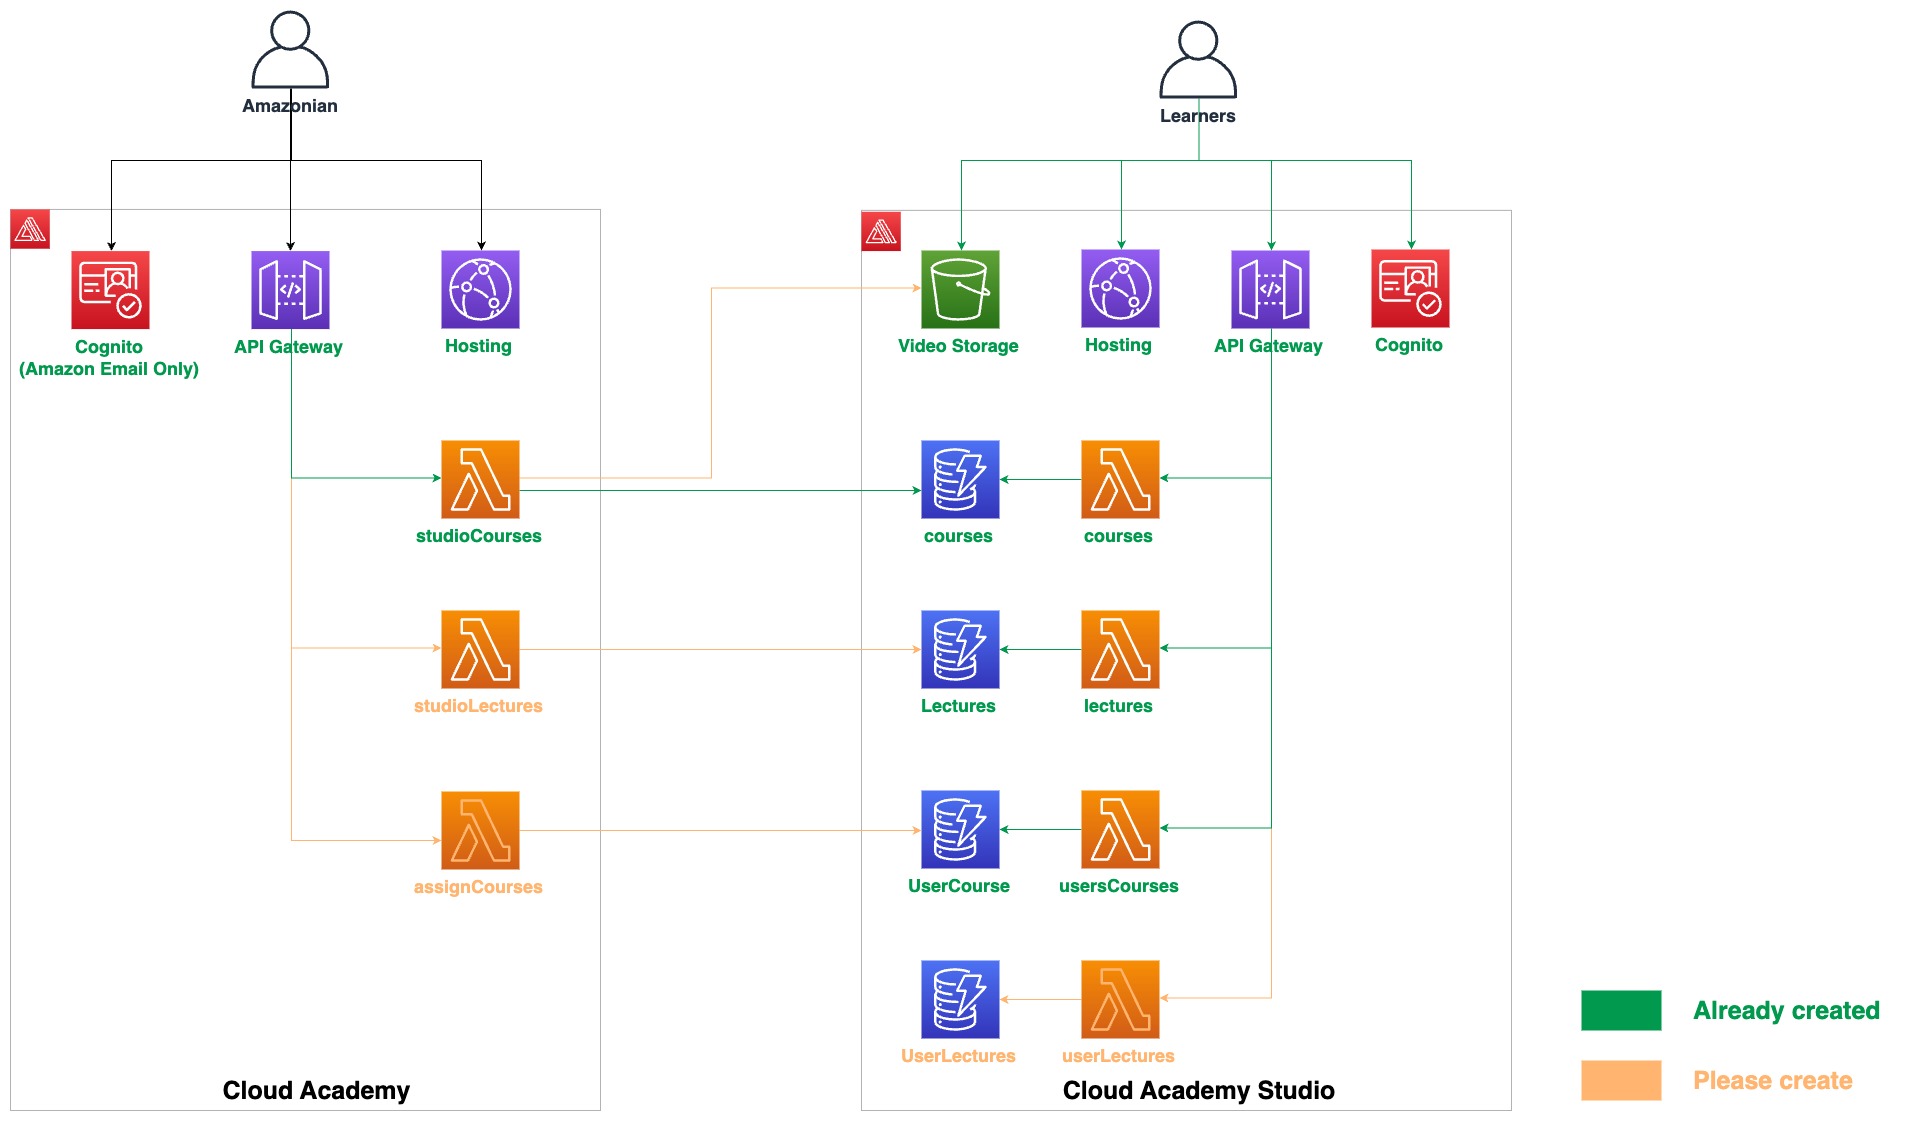 Amazonian
Learners
Cognito
(Amazon Email Only)
API Gateway
Hosting
Video Storage
Hosting
API Gateway
Cognito
studioCourses
courses
courses
studioLectures
Lectures
lectures
assignCourses
UserCourse
usersCourses
UserLectures
userLectures
Cloud Academy
Cloud Academy Studio
Already created
Please create